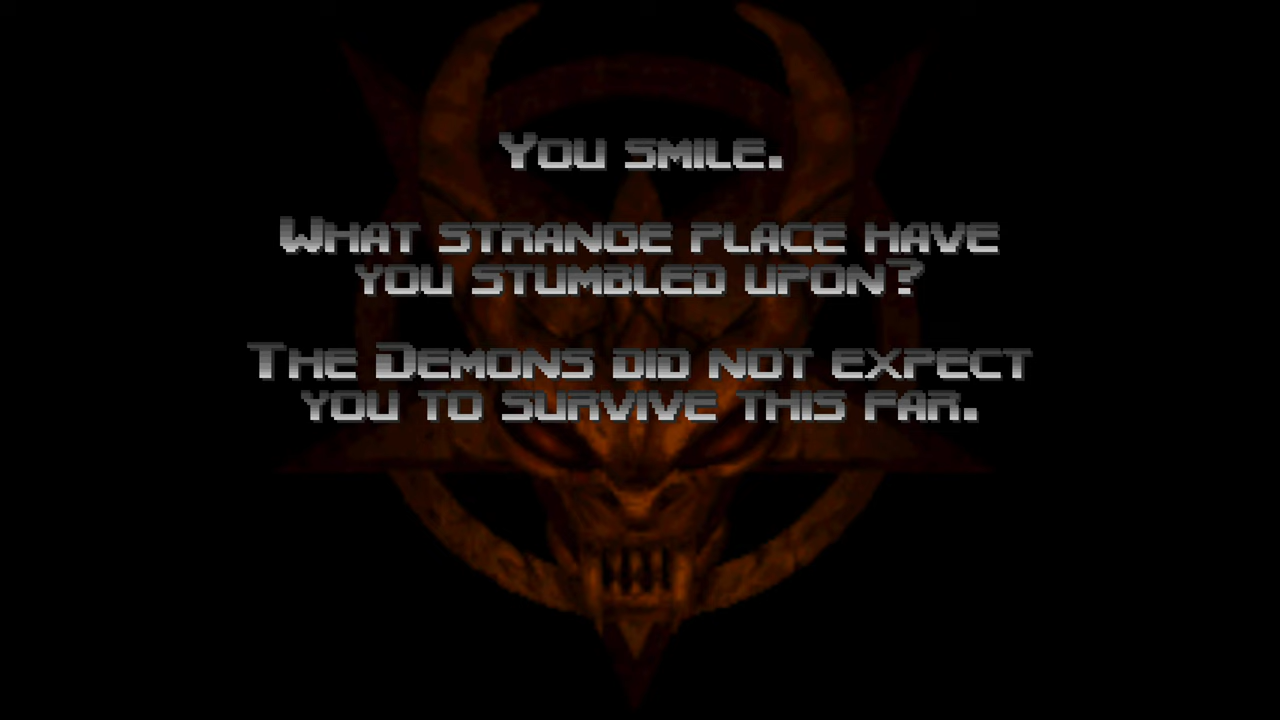 You smile.
What strange place have
you stumbled upon?
The Demons did not expect
you to survive this far.